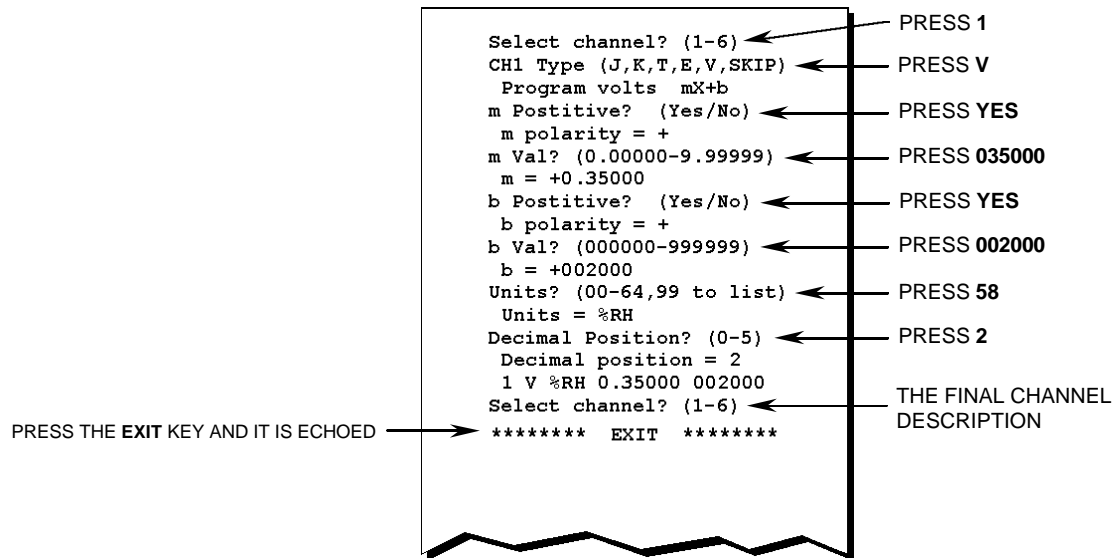 Select channel? (1-6)
PRESS 1
CH1 Type (J,K,T,E,V,SKIP)
PRESS V
Program volts mX+b
m Postitive? (Yes/No)
PRESS YES
m polarity = +
m Val? (0.00000-9.99999)
PRESS 035000
m = +0.35000
b Postitive? (Yes/No)
PRESS YES
b polarity = +
b Val? (000000-999999)
PRESS 002000
b = +002000
Units? (00-64,99 to list)
PRESS 58
Units = %RH
Decimal Position? (0-5)
PRESS 2
Decimal position = 2
1 V %RH 0.35000 002000
Select channel? (1-6)
THE FINAL CHANNEL
DESCRIPTION
PRESS THE EXIT KEY AND IT IS ECHOED
******** EXIT ********